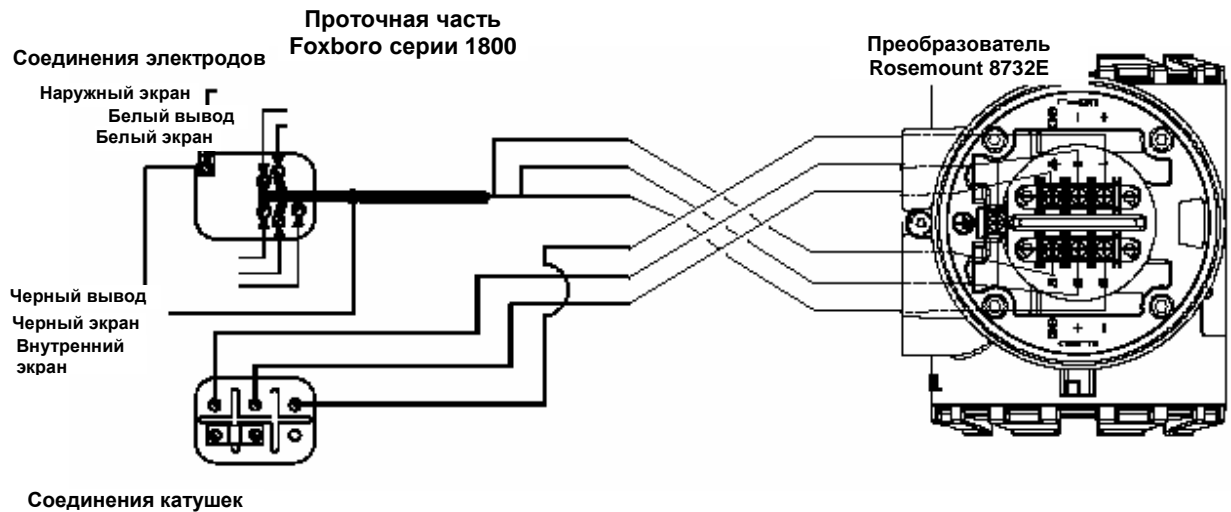 Проточная часть
Foxboro серии 1800
Соединения электродов
Преобразователь
Rosemount 8732E
Наружный экран
Белый вывод
Белый экран
Черный вывод
Черный экран
Внутренний
экран
Соединения катушек